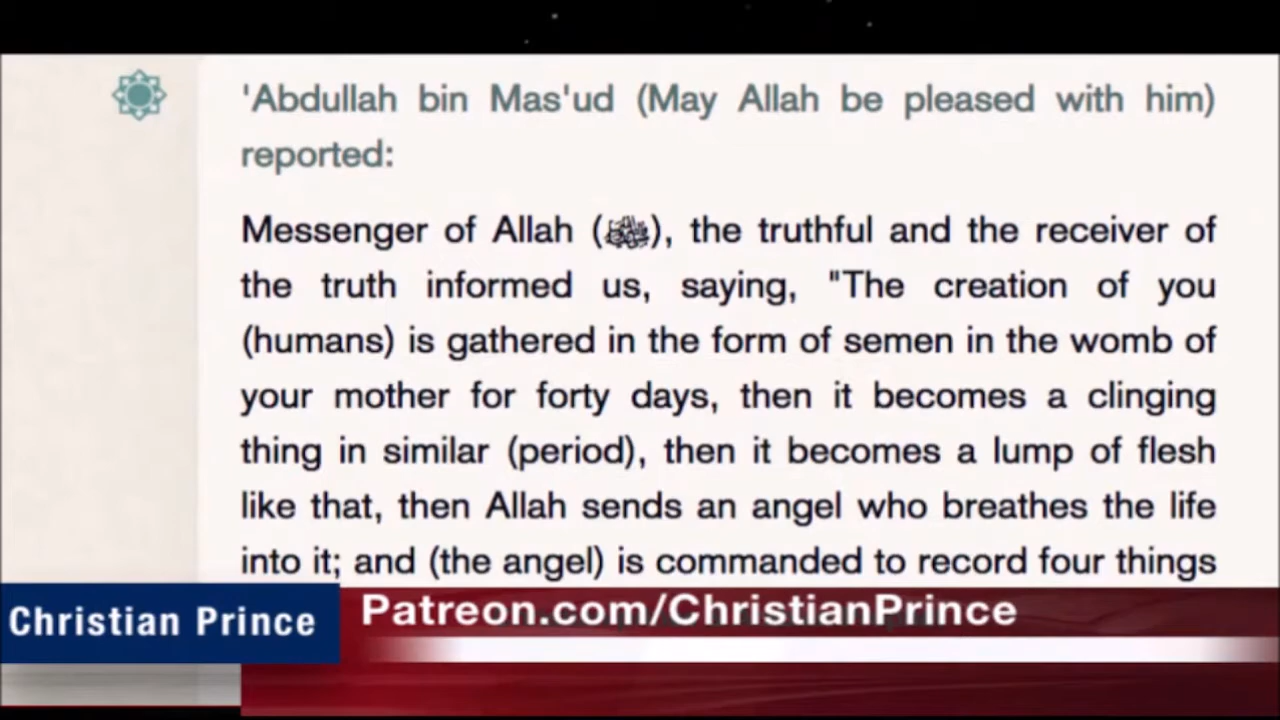 'Abdullah bin Mas'ud (May Allah be pleased with him)
reported:
Messenger of Allah (ﷺ), the truthful and the receiver of
the truth informed us, saying, "The creation of you
(humans) is gathered in the form of semen in the womb of
your mother for forty days, then it becomes a clinging
thing in similar (period), then it becomes a lump of flesh
like that, then Allah sends an angel who breathes the life
into it; and (the angel) is commanded to record four things
Christian Prince
Patreon.com/ChristianPrince